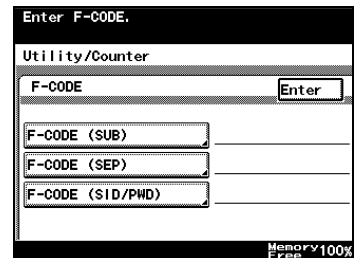 Enter F-CODE.
Utility/Counter
F-CODE
Enter
F-CODE (SUB)
F-CODE (SEP)
F-CODE (SID/PWD)
Memory 100%
Free